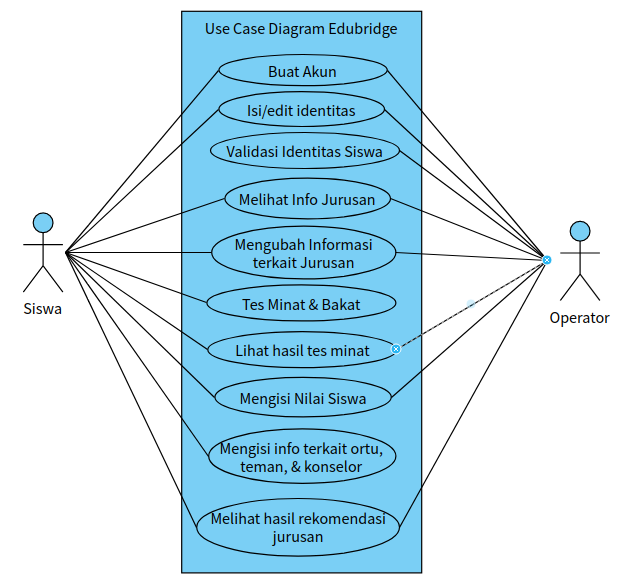 Use Case Diagram Edubridge
Buat Akun
Isi/edit identitas
Validasi Identitas Siswa
Melihat Info Jurusan
Mengubah Informasi
terkait Jurusan
Tes Minat & Bakat
Lihat hasil tes minat
Mengisi Nilai Siswa
Mengisi info terkait ortu,
teman, & konselor
Melihat hasil rekomendasi
jurusan
Siswa
Operator